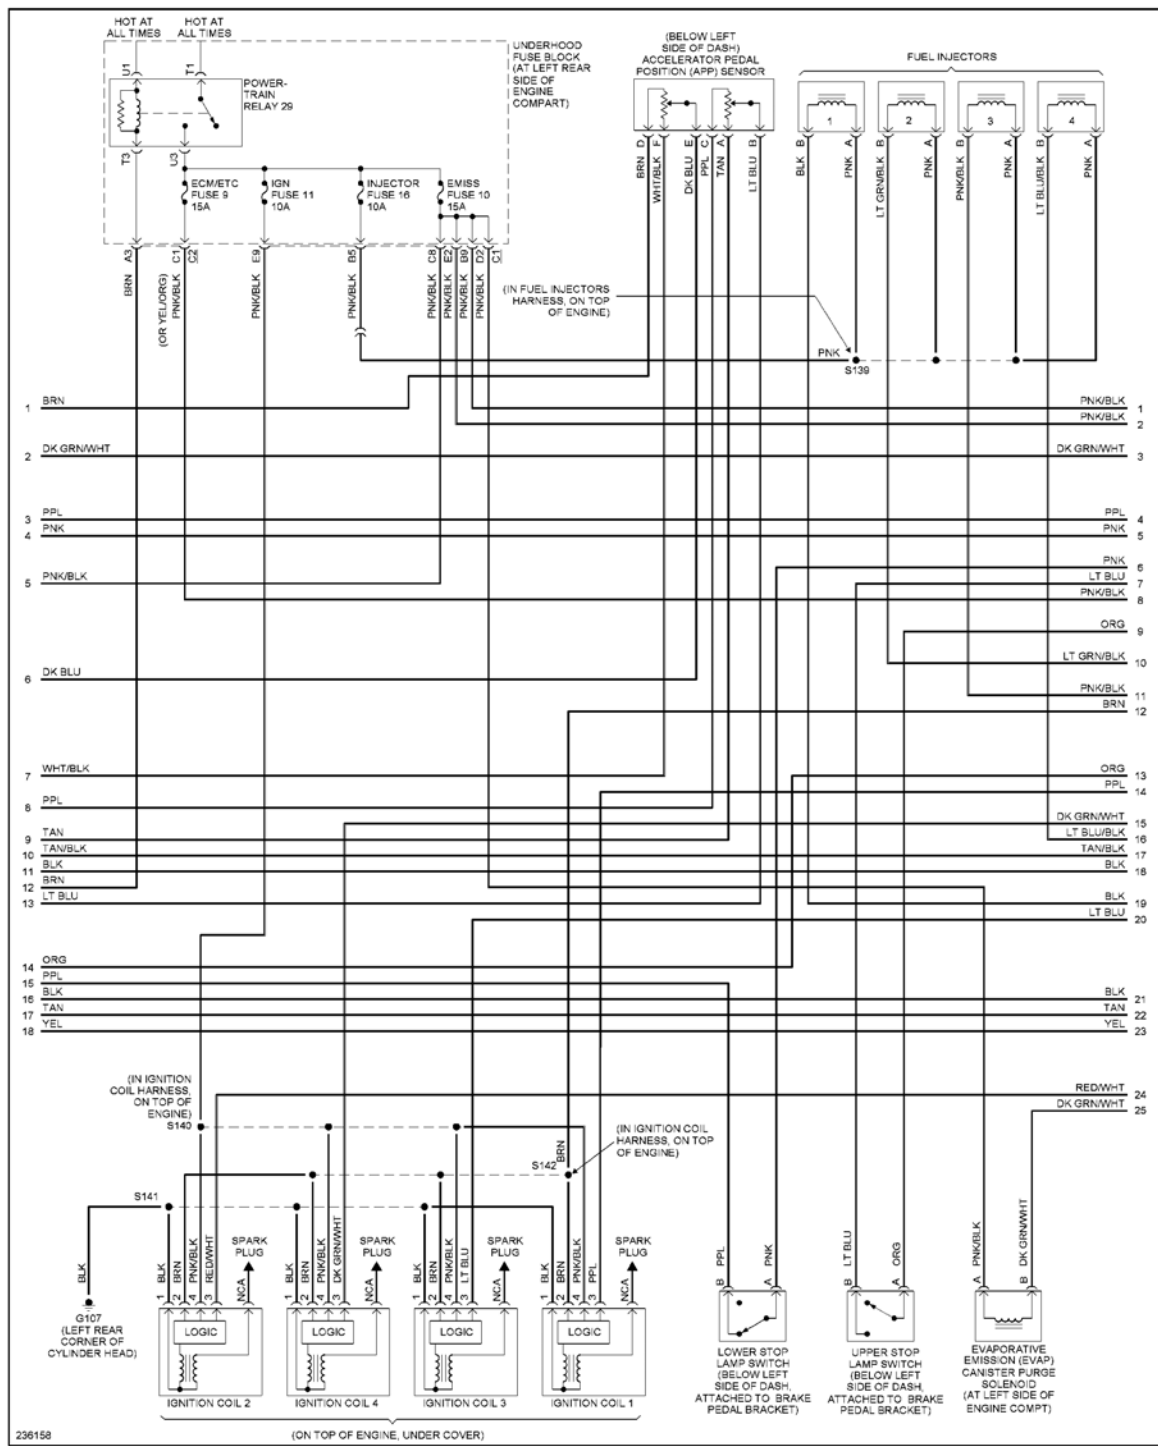 HOT AT
ALL TIMES
HOT AT
ALL TIMES
U1
T1
POWER-
TRAIN
RELAY 29
UNDERHOOD
FUSE BLOCK
(AT LEFT REAR
SIDE OF
ENGINE
COMPART)
T3
U3
ECM/ETC
FUSE 9
15A
IGN
FUSE 11
10A
INJECTOR
FUSE 16
10A
EMISS
FUSE 10
15A
A3
C1
C2
E9
B5
C8
E2
B9
D2
C1
BRN
(OR YEL/ORG)
PNK/BLK
PNK/BLK
PNK/BLK
PNK/BLK
PNK/BLK
PNK/BLK
PNK/BLK
(BELOW LEFT
SIDE OF DASH)
ACCELERATOR PEDAL
POSITION (APP) SENSOR
D
F
E
C
A
B
BRN
WHT/BLK
DK BLU
PPL
TAN
LT BLU
FUEL INJECTORS
1
2
3
4
B
A
B
A
B
A
B
A
BLK
PNK
LT GRN/BLK
PNK
PNK/BLK
PNK
LT BLU/BLK
PNK
(IN FUEL INJECTORS
HARNESS, ON TOP
OF ENGINE)
PNK
S139
1 BRN
2 DK GRN/WHT
3 PPL
4 PNK
5 PNK/BLK
6 DK BLU
7 WHT/BLK
8 PPL
9 TAN
10 TAN/BLK
11 BLK
12 BRN
13 LT BLU
14 ORG
15 PPL
16 BLK
17 TAN
18 YEL
PNK/BLK 1
PNK/BLK 2
DK GRN/WHT 3
PPL 4
PNK 5
PNK 6
LT BLU 7
PNK/BLK 8
ORG 9
LT GRN/BLK 10
PNK/BLK 11
BRN 12
ORG 13
PPL 14
DK GRN/WHT 15
LT BLU/BLK 16
TAN/BLK 17
BLK 18
BLK 19
LT BLU 20
BLK 21
TAN 22
YEL 23
RED/WHT 24
DK GRN/WHT 25
(IN IGNITION
COIL HARNESS,
ON TOP OF
ENGINE)
S140
S142
BRN
(IN IGNITION COIL
HARNESS, ON TOP
OF ENGINE)
S141
BLK
G107
(LEFT REAR
CORNER OF
CYLINDER HEAD)
BLK
BRN
PNK/BLK
RED/WHT
SPARK
PLUG
NCA
1
2
4
3
LOGIC
IGNITION COIL 2
BLK
BRN
PNK/BLK
DK GRN/WHT
SPARK
PLUG
NCA
1
2
4
3
LOGIC
IGNITION COIL 4
BLK
BRN
PNK/BLK
LT BLU
SPARK
PLUG
NCA
1
2
4
3
LOGIC
IGNITION COIL 3
BLK
BRN
PNK/BLK
PPL
SPARK
PLUG
NCA
1
2
4
3
LOGIC
IGNITION COIL 1
(ON TOP OF ENGINE, UNDER COVER)
PPL
PNK
B
A
LOWER STOP
LAMP SWITCH
(BELOW LEFT
SIDE OF DASH,
ATTACHED TO BRAKE
PEDAL BRACKET)
LT BLU
ORG
B
A
UPPER STOP
LAMP SWITCH
(BELOW LEFT
SIDE OF DASH,
ATTACHED TO BRAKE
PEDAL BRACKET)
PNK/BLK
DK GRN/WHT
A
B
EVAPORATIVE
EMISSION (EVAP)
CANISTER PURGE
SOLENOID
(AT LEFT SIDE OF
ENGINE COMPT)
236158